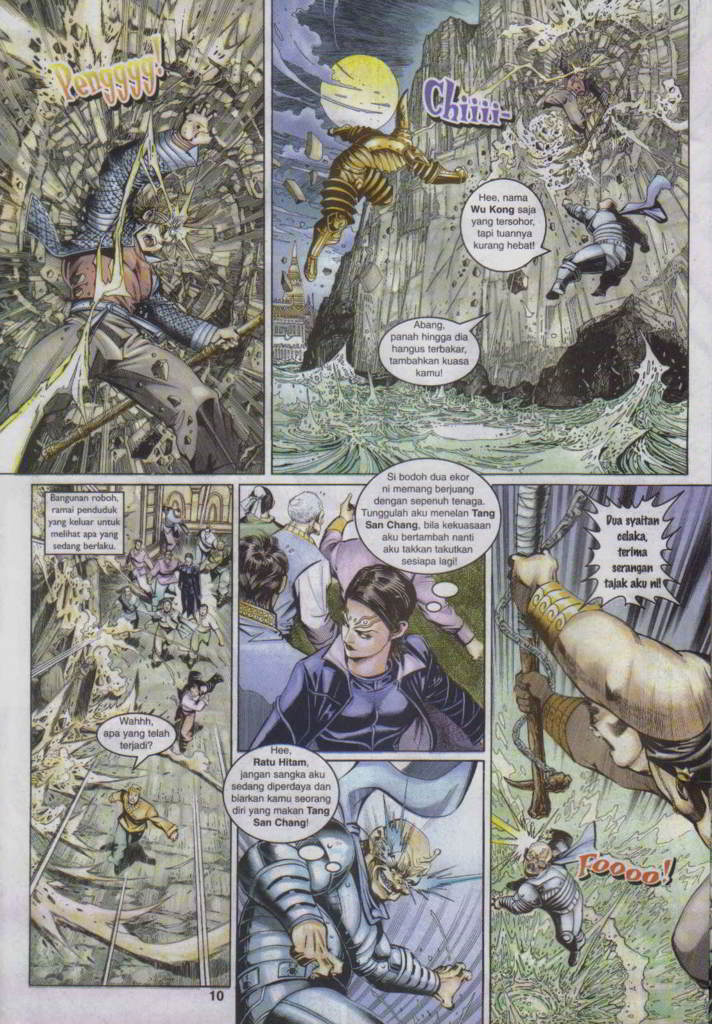 Pengggg!
Chiiii-
Hee, nama
Wu Kong saja
yang tersohor,
tapi tuannya
kurang hebat!
Abang,
panah hingga dia
hangus terbakar,
tambahkan kuasa
kamu!
Bangunan roboh,
ramai penduduk
yang keluar untuk
melihat apa yang
sedang berlaku.
Wahhh,
apa yang telah
terjadi?
Si bodoh dua ekor
ni memang berjuang
dengan sepenuh tenaga.
Tunggulah aku menelan Tang
San Chang, bila kekuasaan
aku bertambah nanti
aku takkan takutkan
sesiapa lagi!
Hee,
Ratu Hitam,
jangan sangka aku
sedang diperdaya dan
biarkan kamu seorang
diri yang makan Tang
San Chang!
Dua syaitan
celaka,
terima
serangan
tajak aku ni!
Foooo!
10